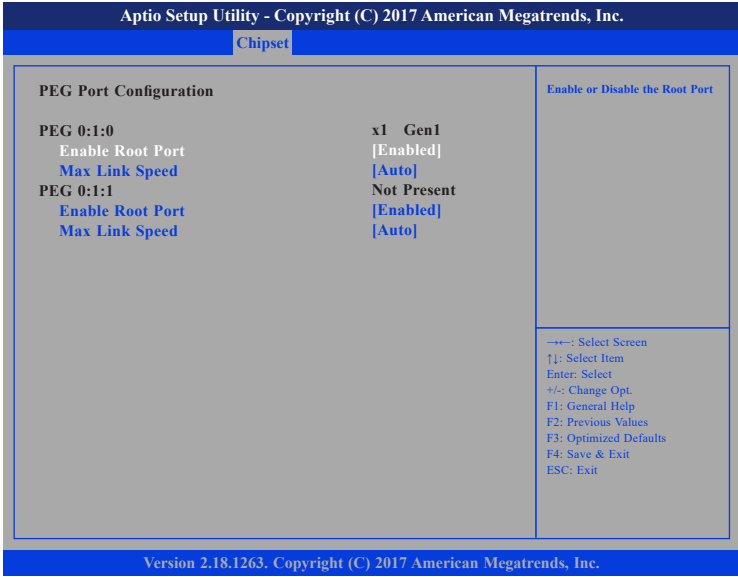 Aptio Setup Utility - Copyright (C) 2017 American Megatrends, Inc.
Chipset
PEG Port Configuration
PEG 0:1:0 x1 Gen1
Enable Root Port [Enabled]
Max Link Speed [Auto]
PEG 0:1:1 Not Present
Enable Root Port [Enabled]
Max Link Speed [Auto]
Enable or Disable the Root Port
→←: Select Screen
↑↓: Select Item
Enter: Select
+/-: Change Opt.
F1: General Help
F2: Previous Values
F3: Optimized Defaults
F4: Save & Exit
ESC: Exit
Version 2.18.1263. Copyright (C) 2017 American Megatrends, Inc.